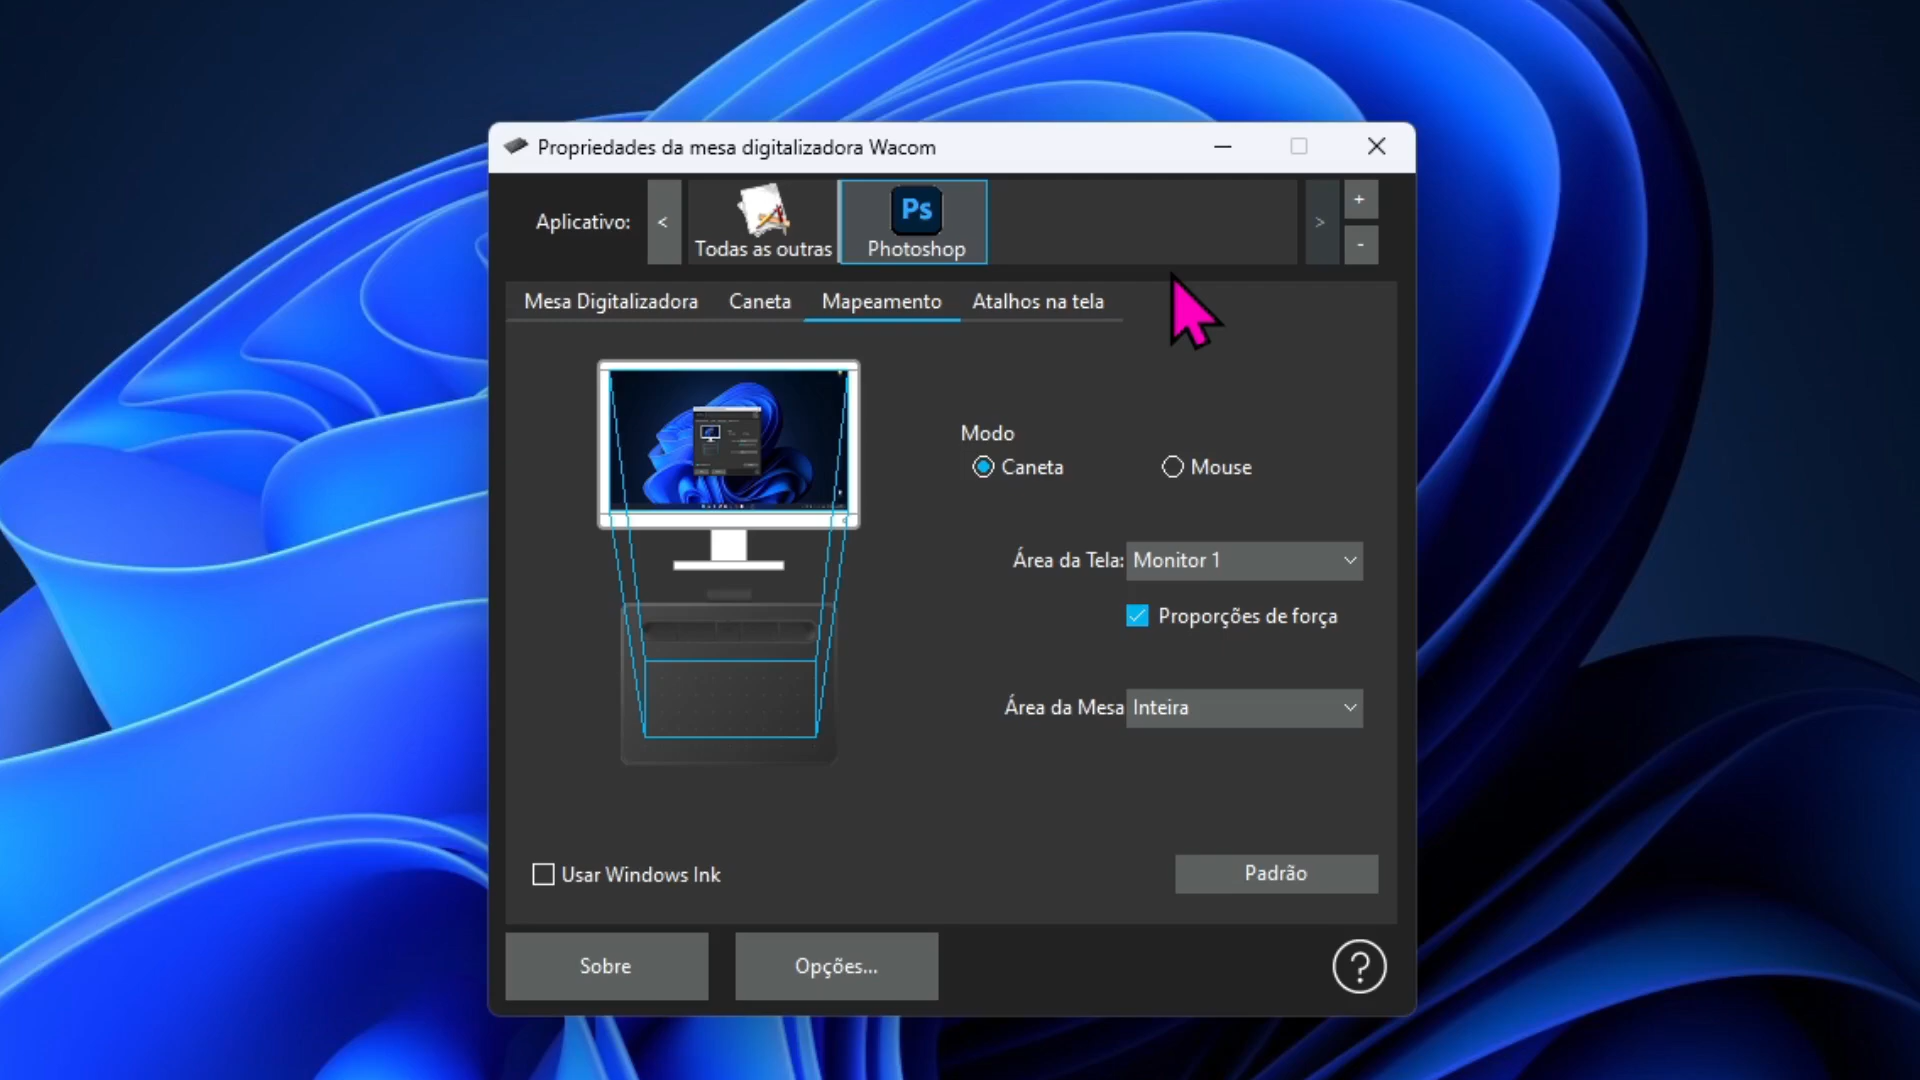 Propriedades da mesa digitalizadora Wacom
Aplicativo:
<
Todas as outras
Ps
Photoshop
>
+
-
Mesa Digitalizadora Caneta Mapeamento Atalhos na tela
Modo
Caneta Mouse
Área da Tela: Monitor 1
Proporções de força
Área da Mesa Inteira
Usar Windows Ink
Padrão
Sobre Opções... ?